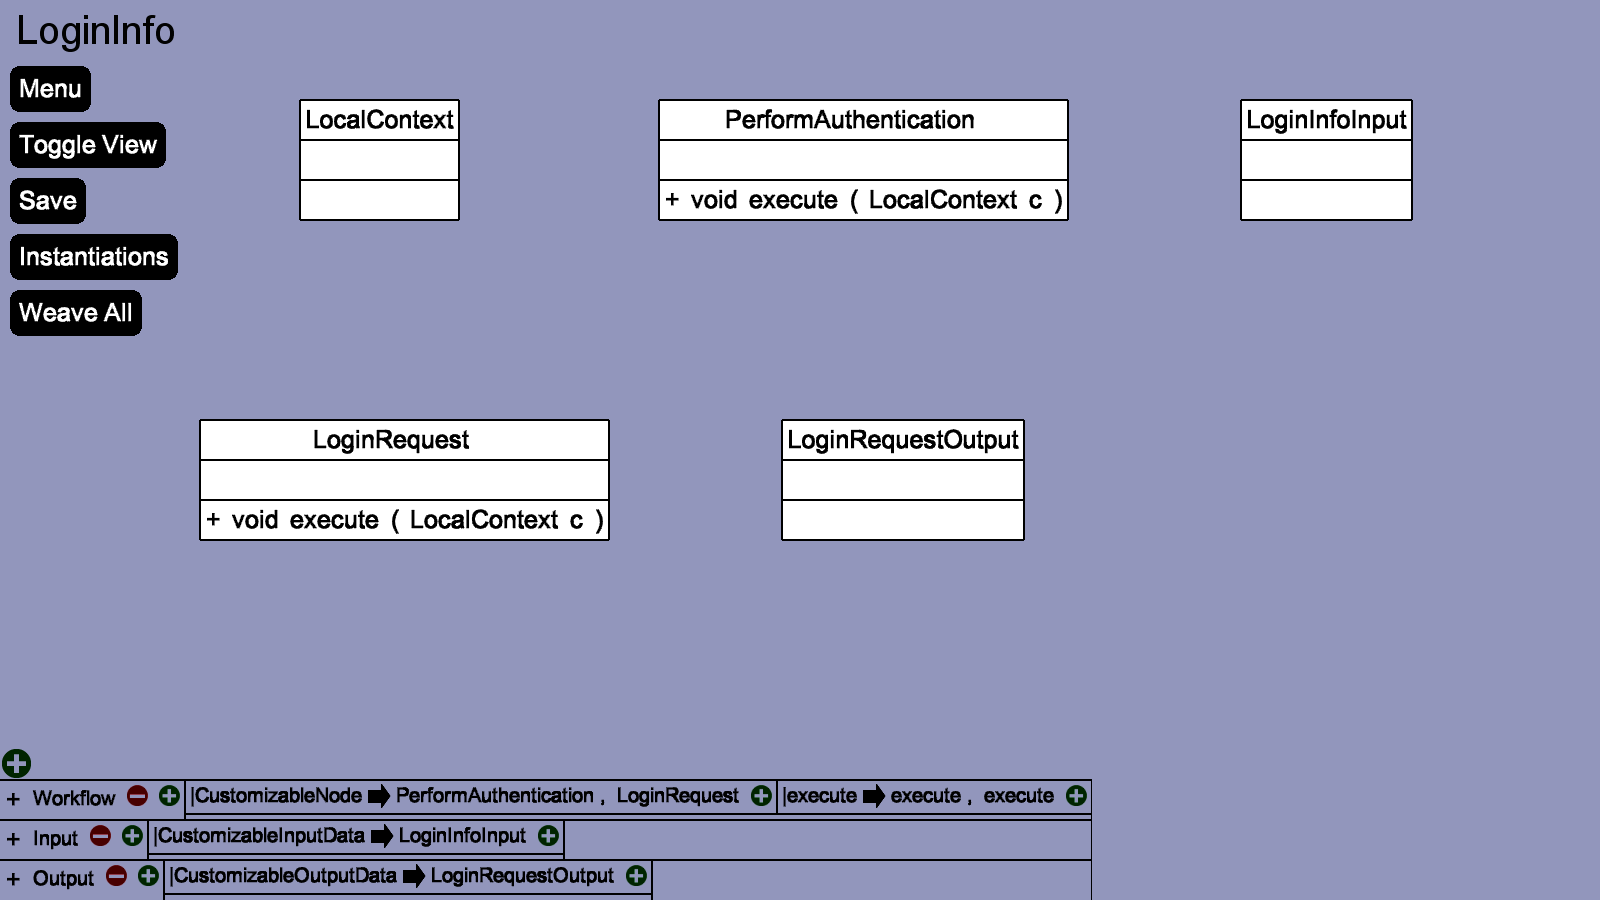 LoginInfo
Menu
Toggle View
Save
Instantiations
Weave All
LocalContext
PerformAuthentication
+ void execute ( LocalContext c )
LoginInfoInput
LoginRequest
+ void execute ( LocalContext c )
LoginRequestOutput
+ Workflow |CustomizableNode PerformAuthentication , LoginRequest |execute execute , execute
+ Input |CustomizableInputData LoginInfoInput
+ Output |CustomizableOutputData LoginRequestOutput